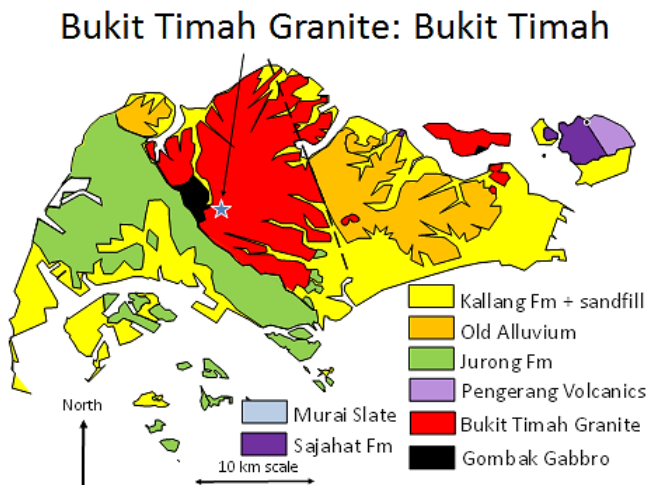 Bukit Timah Granite: Bukit Timah
Kallang Fm + sandfill
Old Alluvium
Jurong Fm
Pengerang Volcanics
Bukit Timah Granite
Gombak Gabbro
Murai Slate
Sajahat Fm
North
10 km scale